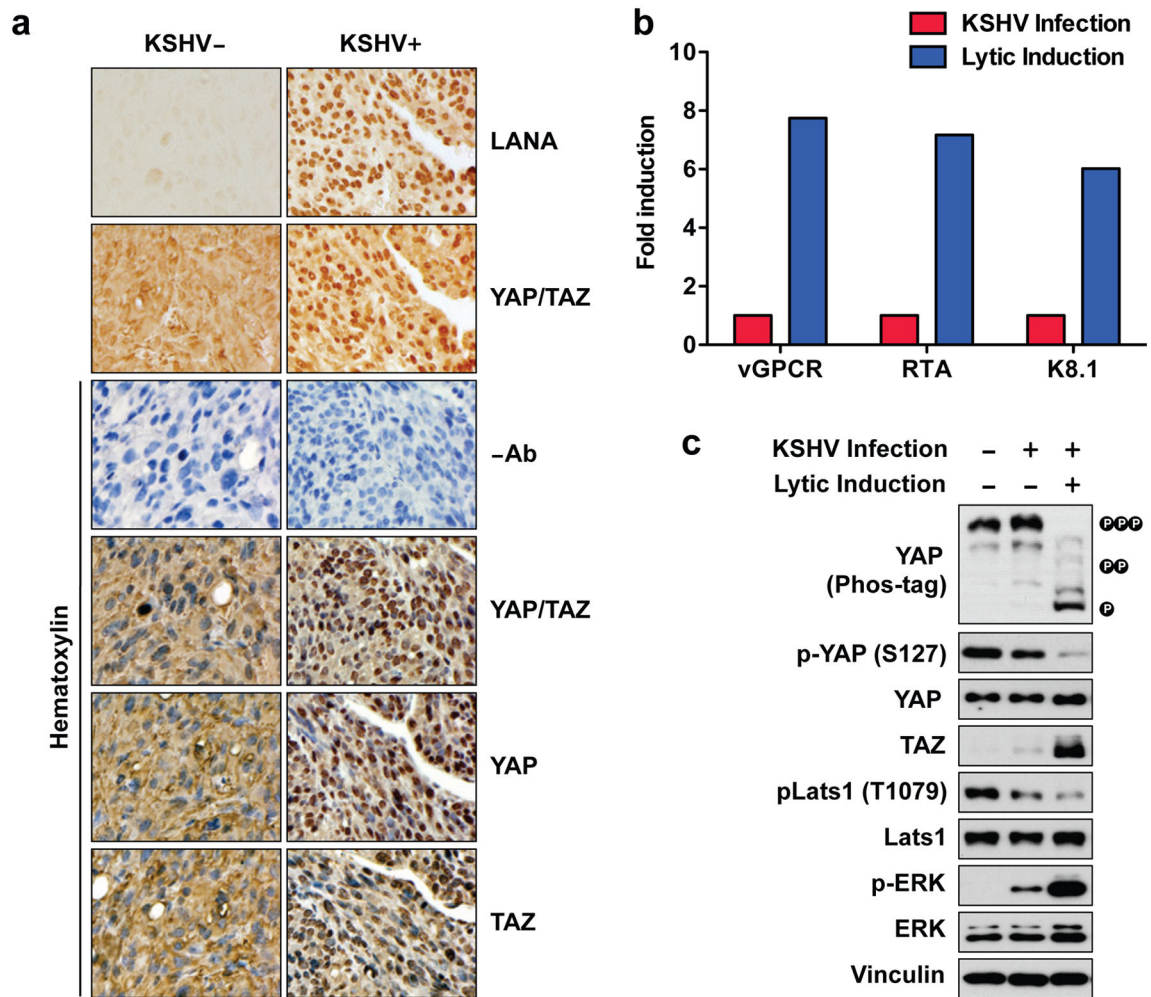 a
KSHV– KSHV+
LANA
YAP/TAZ
–Ab
YAP/TAZ
YAP
TAZ
Hematoxylin
b
KSHV Infection
Lytic Induction
Fold induction
10
8
6
4
2
0
vGPCR RTA K8.1
c
KSHV Infection – + +
Lytic Induction – – +
YAP
(Phos-tag)
PPP
PP
P
p-YAP (S127)
YAP
TAZ
pLats1 (T1079)
Lats1
p-ERK
ERK
Vinculin